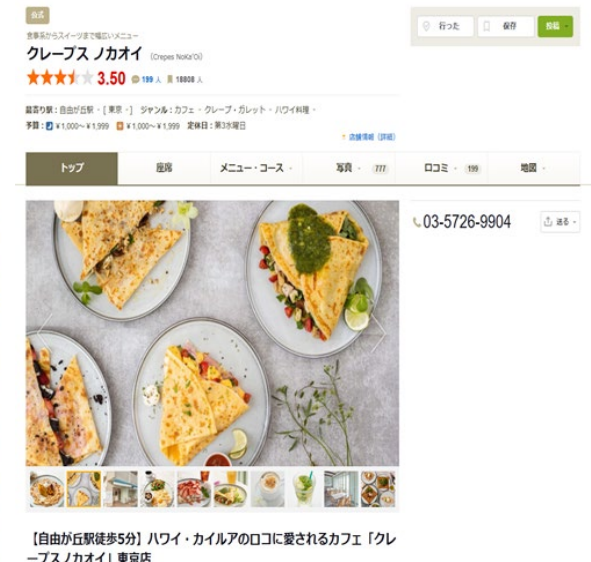 公式
食事系からスイーツまで幅広いメニュー
クレープス ノカオイ (Crepes NoKa'Oi)
3.50 199 人 18808 人
最寄り駅:自由が丘駅 - [ 東京 -] ジャンル:カフェ 、クレープ・ガレット 、ハワイ料理 -
予算: ¥1,000~¥1,999 ¥1,000~¥1,999 定休日:第3水曜日
店舗情報 (詳細)
行った
保存
投稿
トップ
座席
メニュー・コース
写真 777
口コミ 199
地図
03-5726-9904
送る
【自由が丘駅徒歩5分】ハワイ・カイルアのロコに愛されるカフェ「クレ
ープスノカオイ」東京店